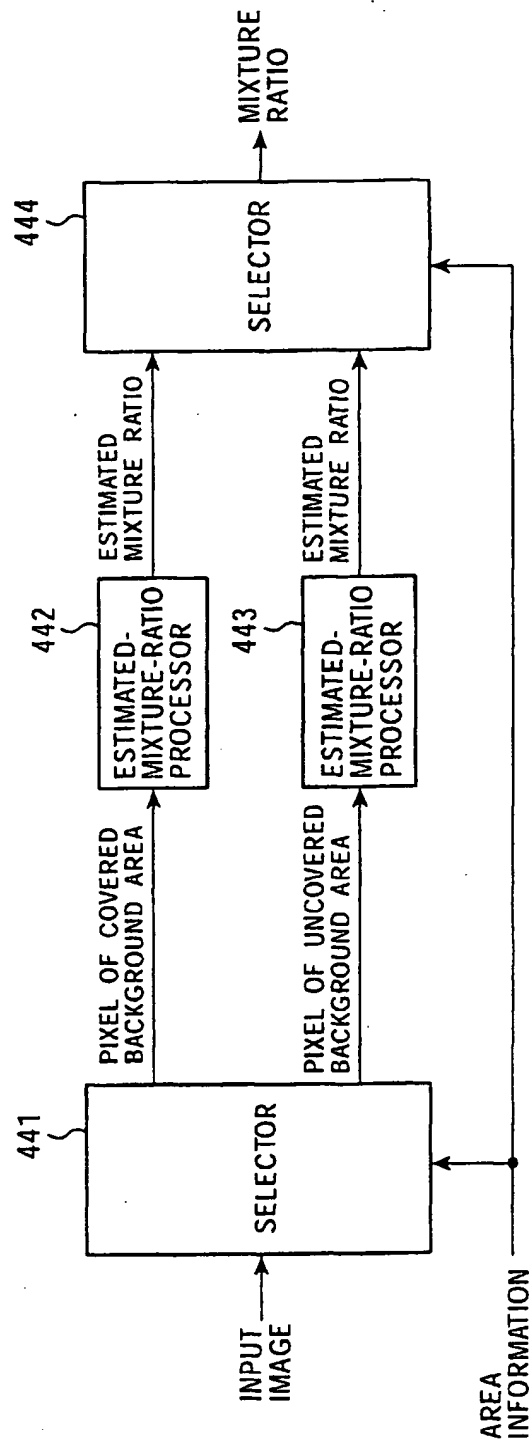 INPUT
IMAGE
AREA
INFORMATION
441
SELECTOR
PIXEL OF COVERED
BACKGROUND AREA
PIXEL OF UNCOVERED
BACKGROUND AREA
442
ESTIMATED-
MIXTURE-RATIO
PROCESSOR
443
ESTIMATED-
MIXTURE-RATIO
PROCESSOR
ESTIMATED
MIXTURE RATIO
ESTIMATED
MIXTURE RATIO
444
SELECTOR
MIXTURE
RATIO